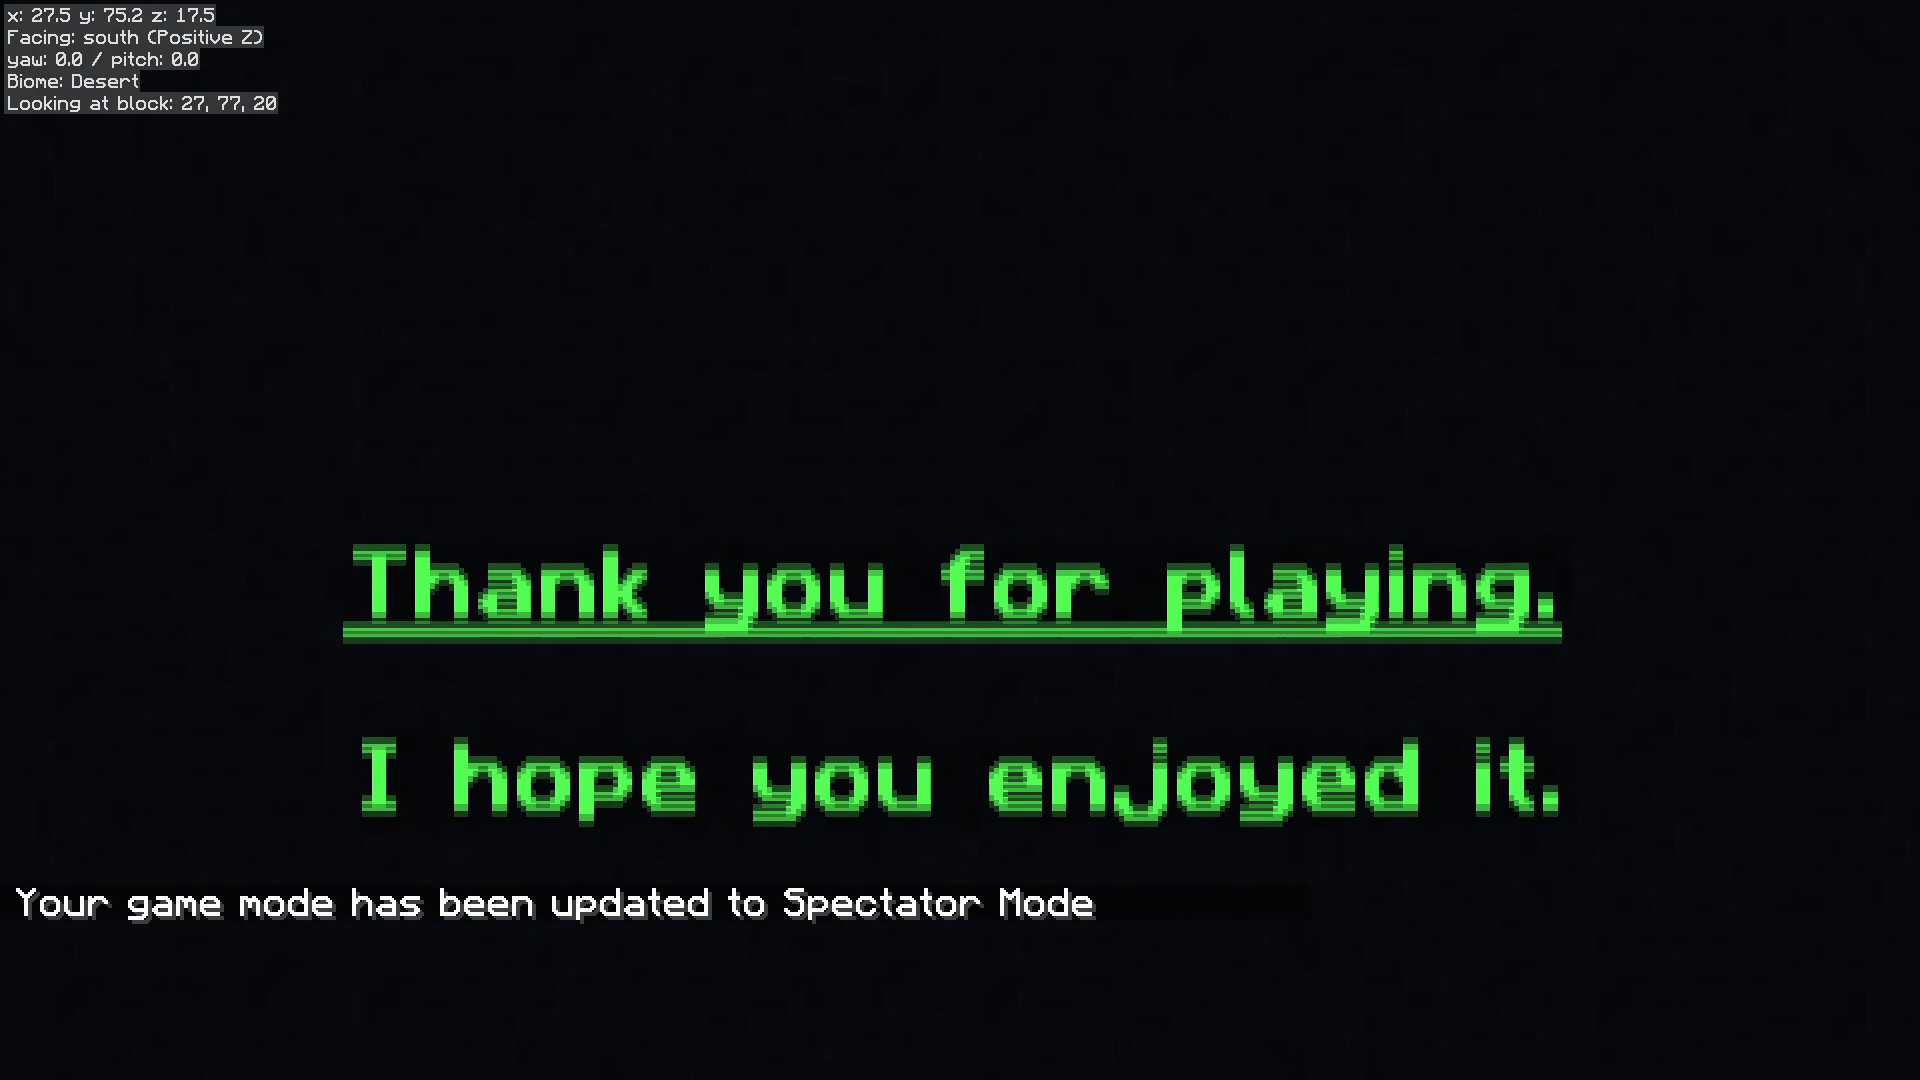 x: 27.5 y: 75.2 z: 17.5
Facing: south (Positive Z)
yaw: 0.0 / pitch: 0.0
Biome: Desert
Looking at block: 27, 77, 20
Thank you for playing.
I hope you enjoyed it.
Your game mode has been updated to Spectator Mode